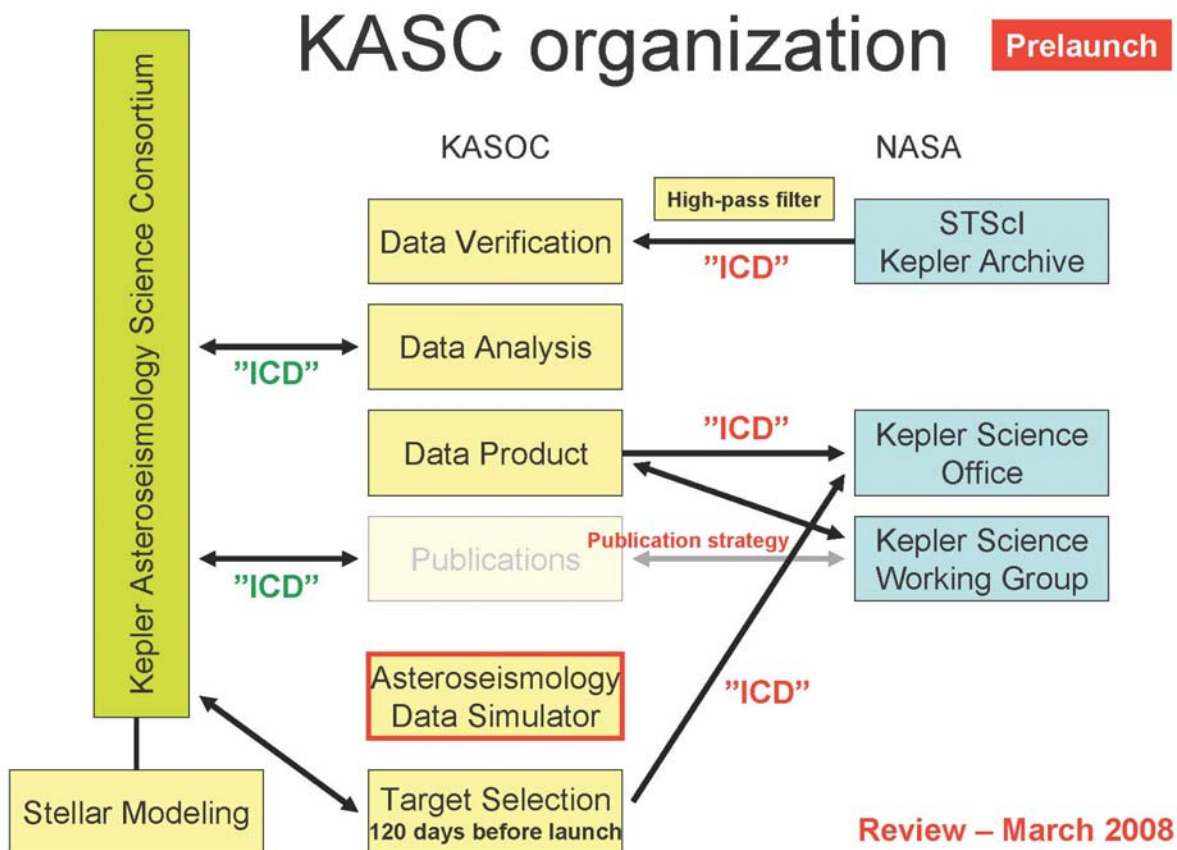 KASC organization
Prelaunch
Kepler Asteroseismology Science Consortium
KASOC
NASA
High-pass filter
Data Verification
”ICD”
STScI
Kepler Archive
Data Analysis
”ICD”
Data Product
”ICD”
Kepler Science
Office
Publications
”ICD”
Publication strategy
Kepler Science
Working Group
Asteroseismology
Data Simulator
”ICD”
Stellar Modeling
Target Selection
120 days before launch
Review – March 2008